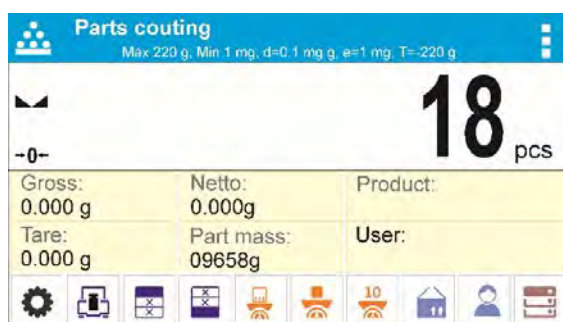 Parts couting
Max 220 g, Min 1 mg, d=0.1 mg g, e=1 mg, T=-220 g
→0←
18 pcs
Gross: Netto: Product:
0.000 g 0.000g
Tare: Part mass: User:
0.000 g 09658g
10